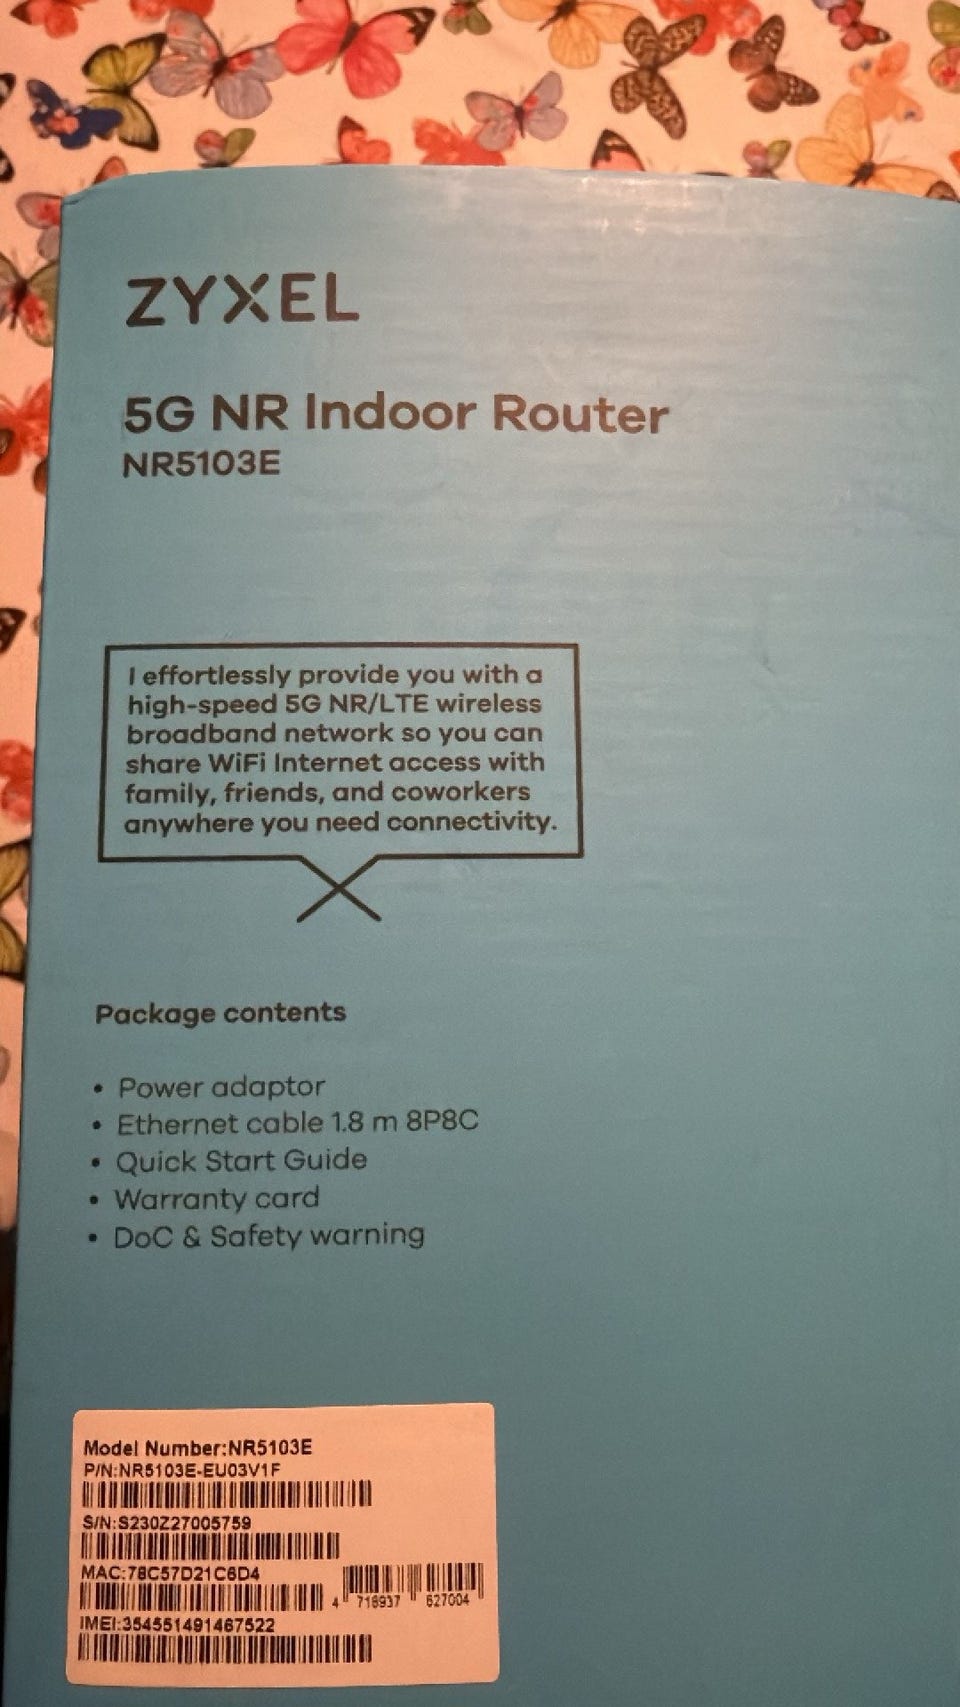 ZYXEL
5G NR Indoor Router
NR5103E
I effortlessly provide you with a
high-speed 5G NR/LTE wireless
broadband network so you can
share WiFi Internet access with
family, friends, and coworkers
anywhere you need connectivity.
Package contents
• Power adaptor
• Ethernet cable 1.8 m 8P8C
• Quick Start Guide
• Warranty card
• DoC & Safety warning
Model Number:NR5103E
P/N:NR5103E-EU03V1F
S/N:S230Z27005759
MAC:78C57D21C6D4
4 718937 627004
IMEI:354551491467522